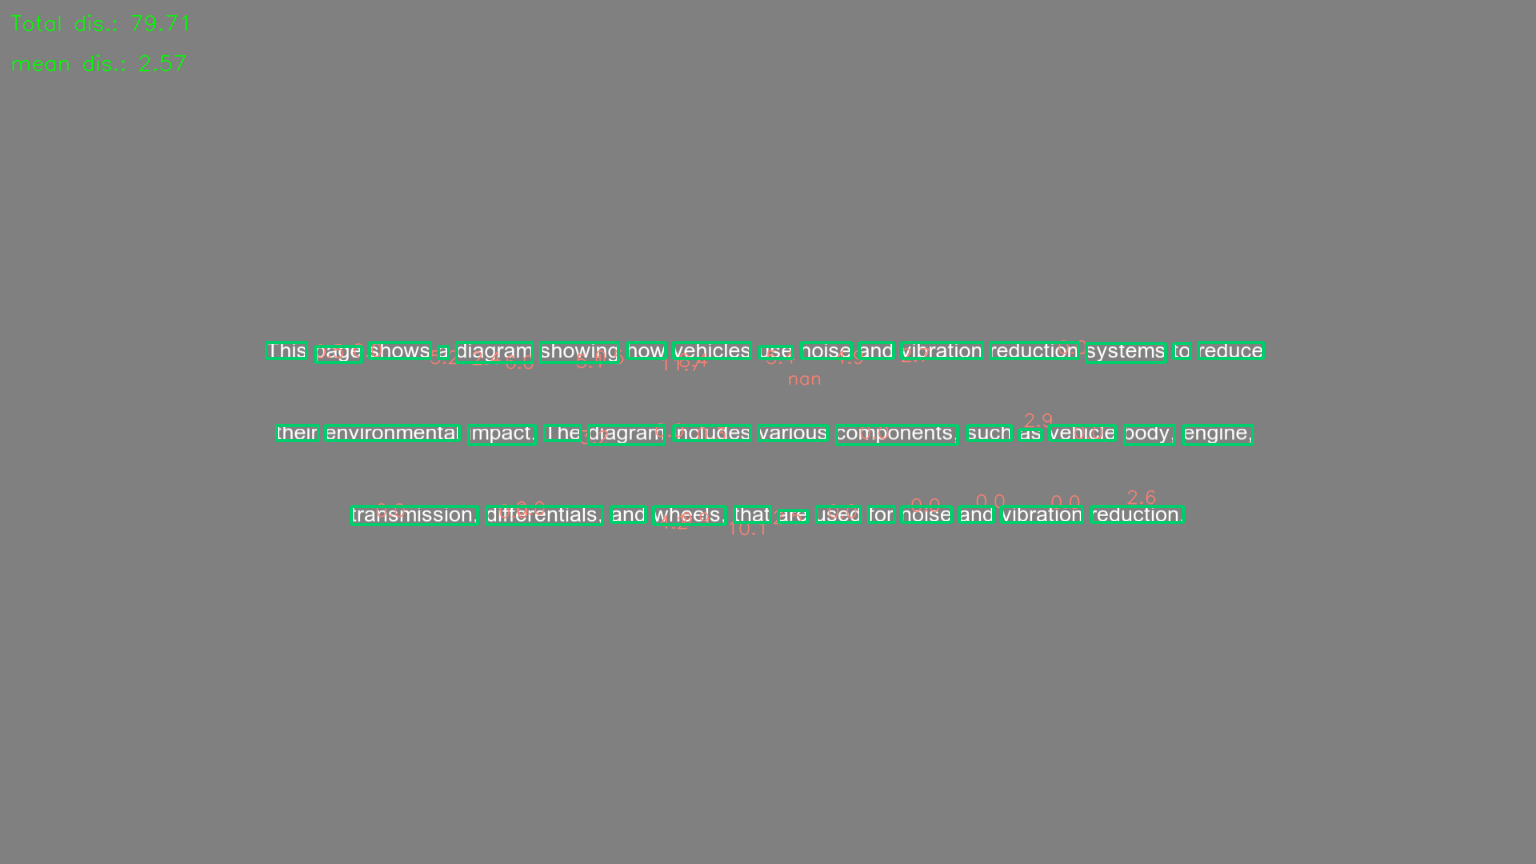 Total dis.: 79.71
mean dis.: 2.57
This page shows a diagram showing how vehicles use noise and vibration reduction systems to reduce
nan
their environmental impact. The diagram includes various components, such as vehicle body, engine,
2.9
transmission, differentials, and wheels, that are used for noise and vibration reduction.
0.0 0.0 0.0 2.6
10.1